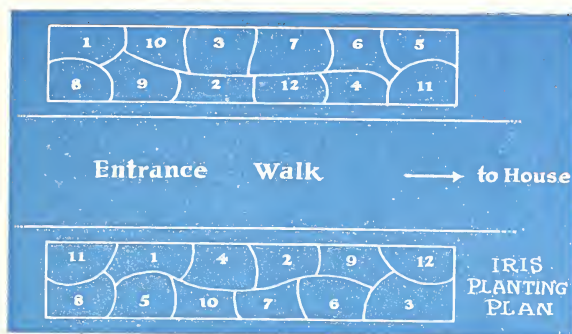 1 10 3 7 6 5
8 9 2 12 4 11
Entrance Walk → to House
11 1 4 2 9 12
8 5 10 7 6 3
IRIS
PLANTING
PLAN